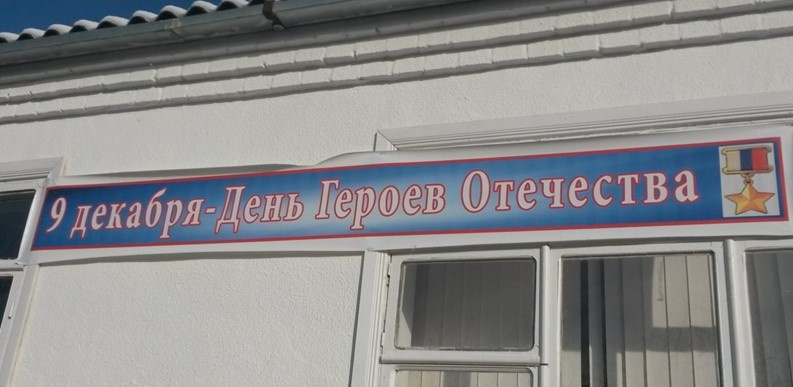 9 декабря-День Героев Отечества